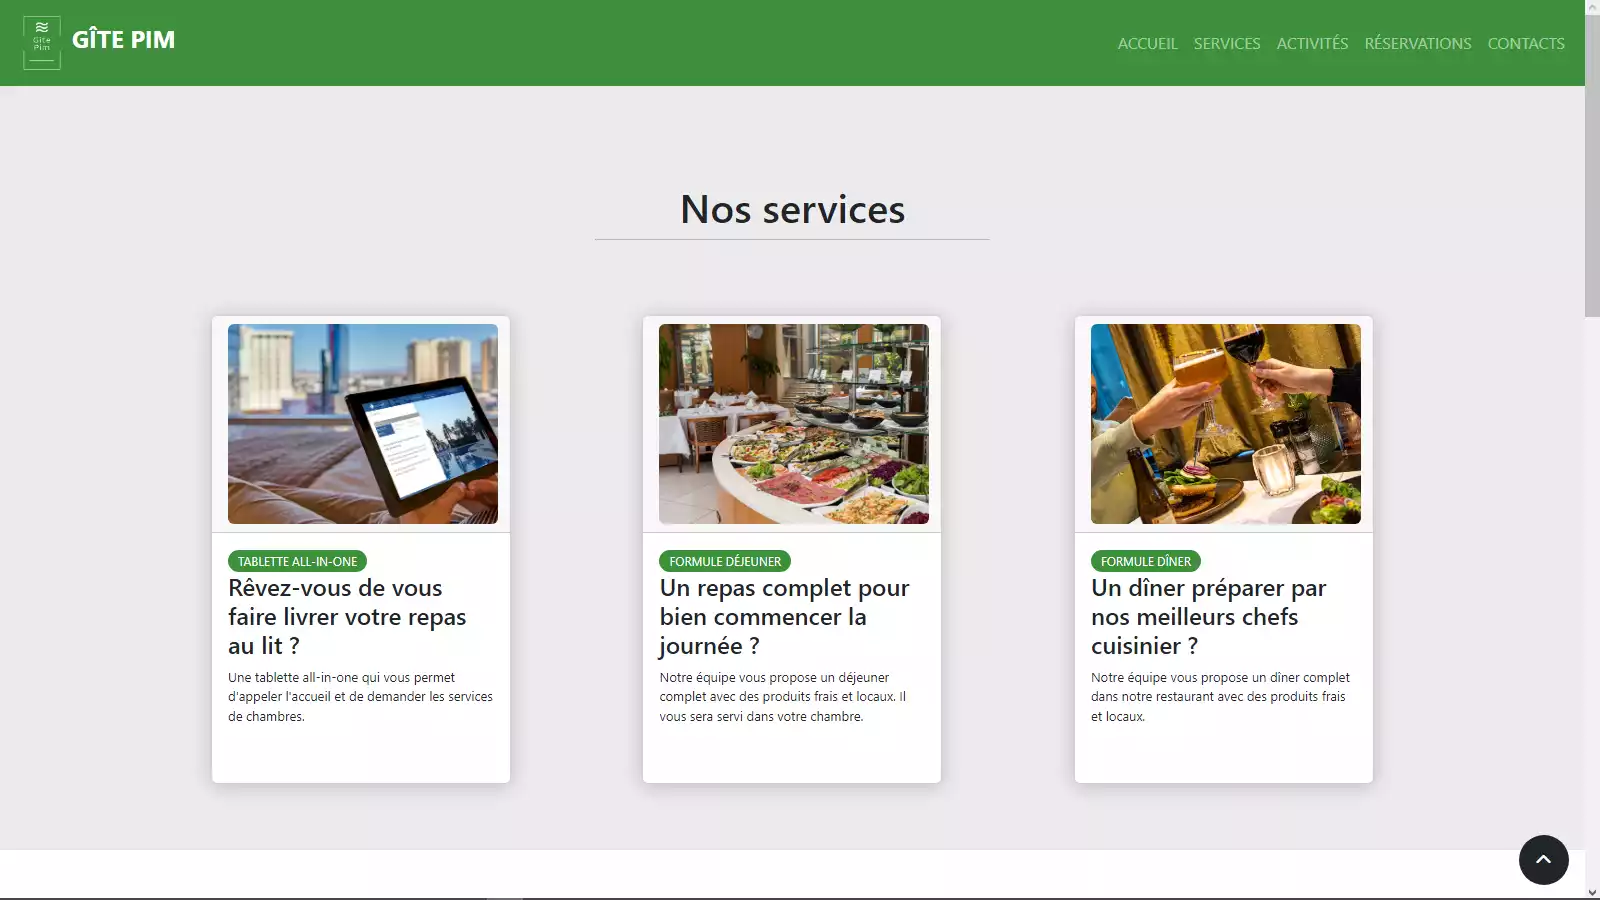 Gîte
Pim
GÎTE PIM
ACCUEIL SERVICES ACTIVITÉS RÉSERVATIONS CONTACTS
Nos services
TABLETTE ALL-IN-ONE
Rêvez-vous de vous
faire livrer votre repas
au lit ?
Une tablette all-in-one qui vous permet
d'appeler l'accueil et de demander les services
de chambres.
FORMULE DÉJEUNER
Un repas complet pour
bien commencer la
journée ?
Notre équipe vous propose un déjeuner
complet avec des produits frais et locaux. Il
vous sera servi dans votre chambre.
FORMULE DÎNER
Un dîner préparer par
nos meilleurs chefs
cuisinier ?
Notre équipe vous propose un dîner complet
dans notre restaurant avec des produits frais
et locaux.